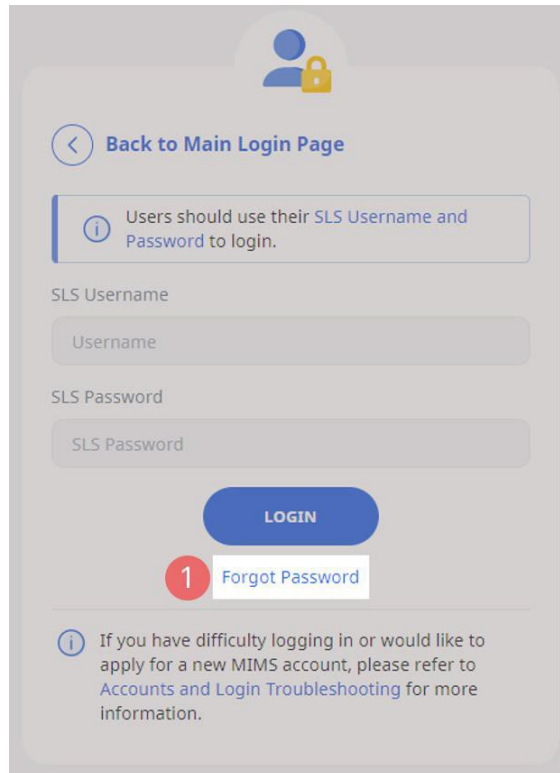 Back to Main Login Page
Users should use their SLS Username and
Password to login.
SLS Username
Username
SLS Password
SLS Password
LOGIN
1 Forgot Password
If you have difficulty logging in or would like to
apply for a new MIMS account, please refer to
Accounts and Login Troubleshooting for more
information.